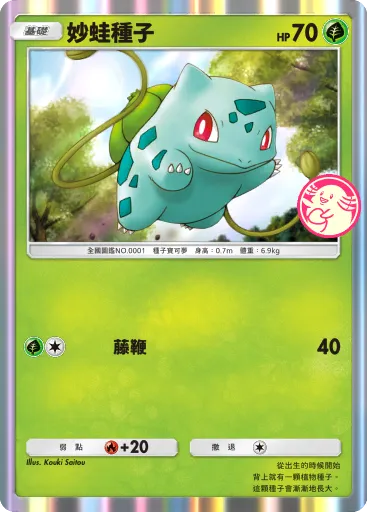 基礎 妙蛙種子 HP 70
全國圖鑑NO.0001 種子寶可夢 身高：0.7m 體重：6.9kg
藤鞭 40
弱點 +20 撤退
Illus. Kouki Saitou
從出生的時候開始
背上就有一顆植物種子。
這顆種子會漸漸地長大。